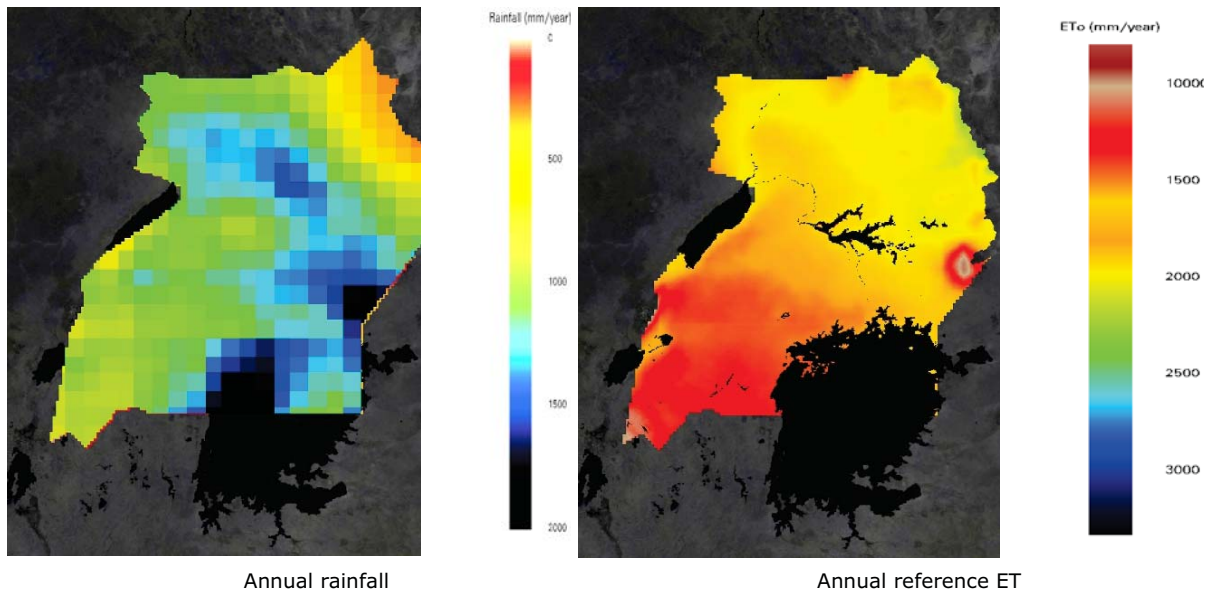 Rainfall (mm/year)
0
500
1000
1500
2000
ETo (mm/year)
1000
1500
2000
2500
3000
Annual rainfall
Annual reference ET